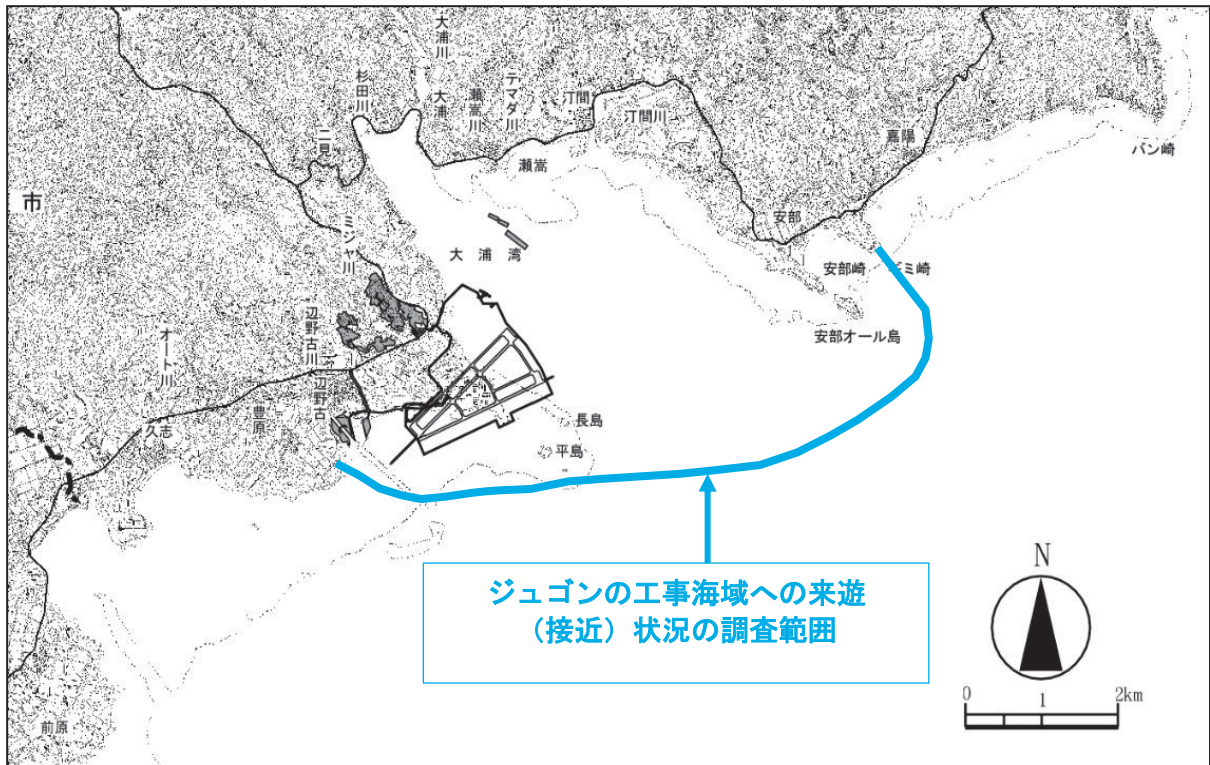 大浦川
杉田川
大浦
瀬嵩川
テマダ川
汀間
汀間川
嘉陽
バン崎
二見
瀬嵩
市
ミジャ川
大浦湾
安部
安部崎
ギミ崎
安部オール島
辺野古川
オート川
辺野古
豊原
久志
長島
平島
ジュゴンの工事海域への来遊
(接近)状況の調査範囲
N
0 1 2km
前原